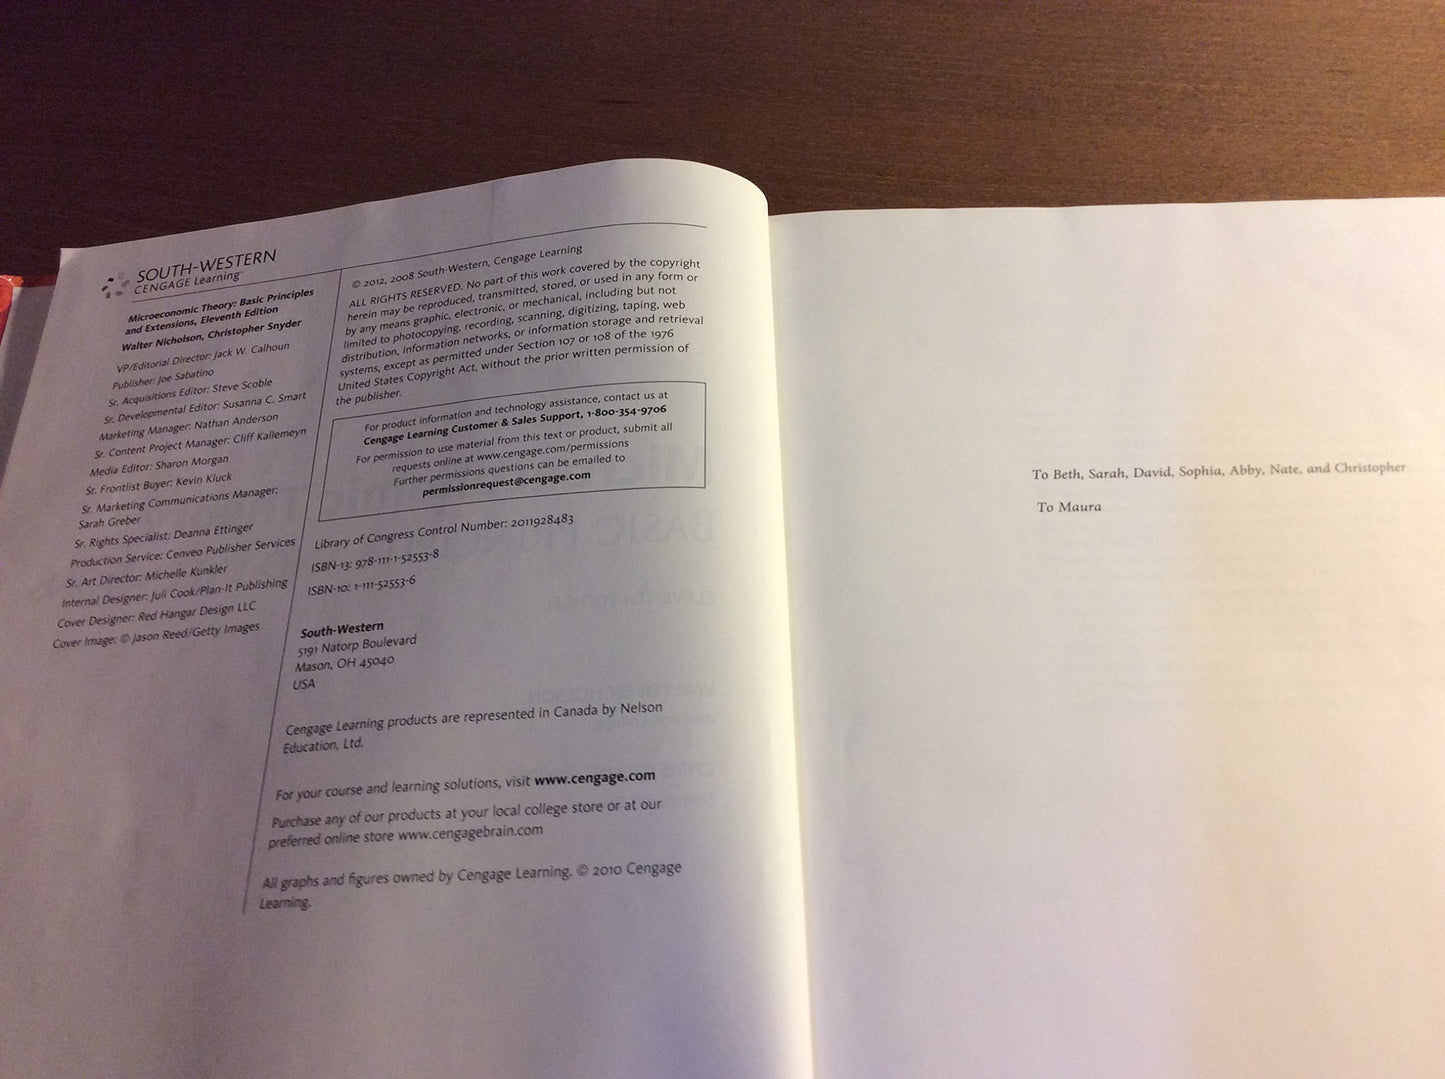 SOUTH-WESTERN
CENGAGE Learning™
Microeconomic Theory: Basic Principles
and Extensions, Eleventh Edition
Walter Nicholson, Christopher Snyder
VP/Editorial Director: Jack W. Calhoun
Publisher: Joe Sabatino
Sr. Acquisitions Editor: Steve Scoble
Sr. Developmental Editor: Susanna C. Smart
Marketing Manager: Nathan Anderson
Sr. Content Project Manager: Cliff Kallemeyn
Media Editor: Sharon Morgan
Sr. Frontlist Buyer: Kevin Kluck
Sr. Marketing Communications Manager:
Sarah Greber
Sr. Rights Specialist: Deanna Ettinger
Production Service: Cenveo Publisher Services
Sr. Art Director: Michelle Kunkler
Internal Designer: Juli Cook/Plan-It Publishing
Cover Designer: Red Hangar Design LLC
Cover Image: © Jason Reed/Getty Images
© 2012, 2008 South-Western, Cengage Learning
ALL RIGHTS RESERVED. No part of this work covered by the copyright
herein may be reproduced, transmitted, stored, or used in any form or
by any means graphic, electronic, or mechanical, including but not
limited to photocopying, recording, scanning, digitizing, taping, web
distribution, information networks, or information storage and retrieval
systems, except as permitted under Section 107 or 108 of the 1976
United States Copyright Act, without the prior written permission of
the publisher.
For product information and technology assistance, contact us at
Cengage Learning Customer & Sales Support, 1-800-354-9706
For permission to use material from this text or product, submit all
requests online at www.cengage.com/permissions
Further permissions questions can be emailed to
permissionrequest@cengage.com
Library of Congress Control Number: 2011928483
ISBN-13: 978-111-1-52553-8
ISBN-10: 1-111-52553-6
South-Western
5191 Natorp Boulevard
Mason, OH 45040
USA
Cengage Learning products are represented in Canada by Nelson
Education, Ltd.
For your course and learning solutions, visit www.cengage.com
Purchase any of our products at your local college store or at our
preferred online store www.cengagebrain.com
All graphs and figures owned by Cengage Learning. © 2010 Cengage
Learning.
To Beth, Sarah, David, Sophia, Abby, Nate, and Christopher
To Maura